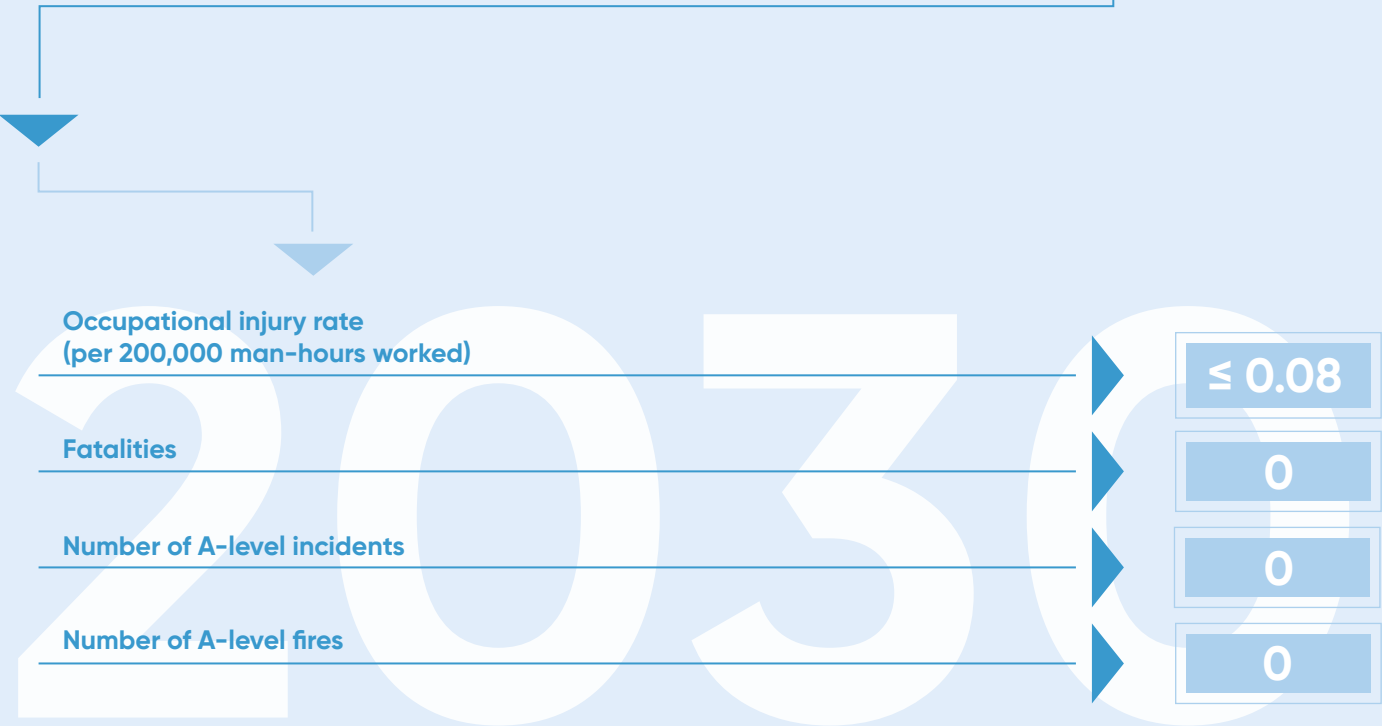 2030
Occupational injury rate
(per 200,000 man-hours worked)
≤ 0.08
Fatalities
0
Number of A-level incidents
0
Number of A-level fires
0